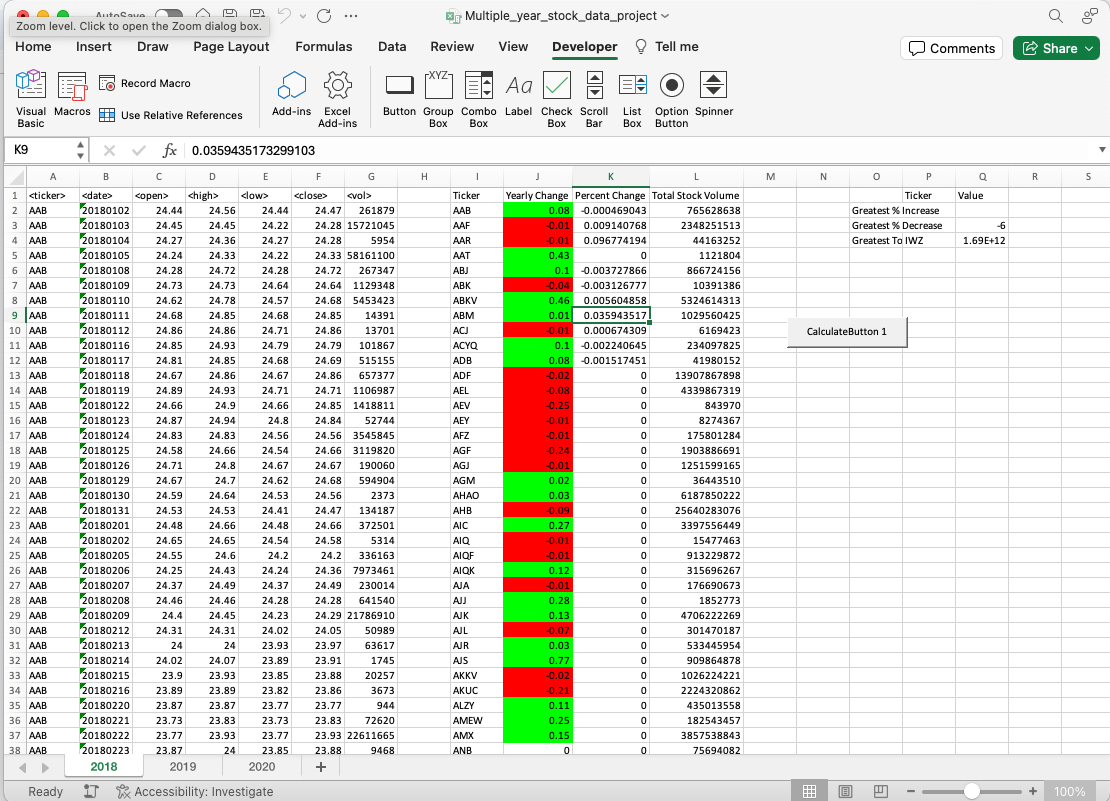 AutoSave
Multiple_year_stock_data_project
Zoom level. Click to open the Zoom dialog box.
Home Insert Draw Page Layout Formulas Data Review View Developer Tell me
Comments Share
Visual Basic
Macros
Record Macro
Use Relative References
Add-ins
Excel Add-ins
Button
XYZ
Group Box
Combo Box
Aa
Label
Check Box
Scroll Bar
List Box
Option Button
Spinner
K9 fx 0.0359435173299103
A B C D E F G H I J K L M N O P Q R S
1 <ticker> <date> <open> <high> <low> <close> <vol> Ticker Yearly Change Percent Change Total Stock Volume Ticker Value
2 AAB 20180102 24.44 24.56 24.44 24.47 261879 AAB 0.08 -0.000469043 765628638 Greatest % Increase
3 AAB 20180103 24.45 24.45 24.22 24.28 15721045 AAF -0.01 0.009140768 2348251513 Greatest % Decrease -6
4 AAB 20180104 24.27 24.36 24.27 24.28 5954 AAR -0.01 0.096774194 44163252 Greatest To IWZ 1.69E+12
5 AAB 20180105 24.24 24.33 24.22 24.33 58161100 AAT 0.43 0 1121804
6 AAB 20180108 24.28 24.72 24.28 24.72 267347 ABJ 0.1 -0.003727866 866724156
7 AAB 20180109 24.73 24.73 24.64 24.64 1129348 ABK -0.04 -0.003126777 10391386
8 AAB 20180110 24.62 24.78 24.57 24.68 5453423 ABKV 0.46 0.005604858 5324614313
9 AAB 20180111 24.68 24.85 24.68 24.85 14391 ABM 0.01 0.035943517 1029560425
10 AAB 20180112 24.86 24.86 24.71 24.86 13701 ACJ -0.01 0.000674309 6169423
CalculateButton 1
11 AAB 20180116 24.85 24.93 24.79 24.79 101867 ACYQ 0.1 -0.002240645 234097825
12 AAB 20180117 24.81 24.85 24.68 24.69 515155 ADB 0.08 -0.001517451 41980152
13 AAB 20180118 24.67 24.86 24.67 24.86 657377 ADF -0.02 0 13907867898
14 AAB 20180119 24.89 24.93 24.71 24.71 1106987 AEL -0.08 0 4339867319
15 AAB 20180122 24.66 24.9 24.66 24.85 1418811 AEV -0.25 0 843970
16 AAB 20180123 24.87 24.94 24.8 24.84 52744 AEY -0.01 0 8274367
17 AAB 20180124 24.83 24.83 24.56 24.56 3545845 AFZ -0.01 0 175801284
18 AAB 20180125 24.58 24.66 24.54 24.66 3119820 AGF -0.24 0 1903886691
19 AAB 20180126 24.71 24.8 24.67 24.67 190060 AGJ -0.01 0 1251599165
20 AAB 20180129 24.67 24.7 24.62 24.68 594904 AGM 0.02 0 36443510
21 AAB 20180130 24.59 24.64 24.53 24.56 2373 AHAO 0.03 0 6187850222
22 AAB 20180131 24.53 24.53 24.41 24.47 134187 AHB -0.09 0 25640283076
23 AAB 20180201 24.48 24.66 24.48 24.66 372501 AIC 0.27 0 3397556449
24 AAB 20180202 24.65 24.65 24.54 24.58 5314 AIQ -0.01 0 15477463
25 AAB 20180205 24.55 24.6 24.2 24.2 336163 AIQF -0.01 0 913229872
26 AAB 20180206 24.25 24.43 24.24 24.36 7973461 AIQK 0.12 0 315696267
27 AAB 20180207 24.37 24.49 24.37 24.49 230014 AJA -0.01 0 176690673
28 AAB 20180208 24.46 24.46 24.28 24.28 641540 AJJ 0.28 0 1852773
29 AAB 20180209 24.4 24.45 24.23 24.29 21786910 AJK 0.13 0 4706222269
30 AAB 20180212 24.31 24.31 24.02 24.05 50989 AJL -0.07 0 301470187
31 AAB 20180213 24 24 23.93 23.97 63617 AJR 0.03 0 533445954
32 AAB 20180214 24.02 24.07 23.89 23.91 1745 AJS 0.77 0 909864878
33 AAB 20180215 23.9 23.93 23.85 23.88 20257 AKKV -0.02 0 1026224221
34 AAB 20180216 23.89 23.89 23.82 23.86 3673 AKUC -0.21 0 2224320862
35 AAB 20180220 23.87 23.87 23.77 23.77 944 ALZY 0.11 0 435013558
36 AAB 20180221 23.73 23.83 23.73 23.83 72620 AMEW 0.25 0 182543457
37 AAB 20180222 23.77 23.93 23.77 23.93 22611665 AMX 0.15 0 3857538843
38 AAB 20180223 23.87 24 23.85 23.88 9468 ANB 0 0 75694082
2018 2019 2020 +
Ready Accessibility: Investigate 100%